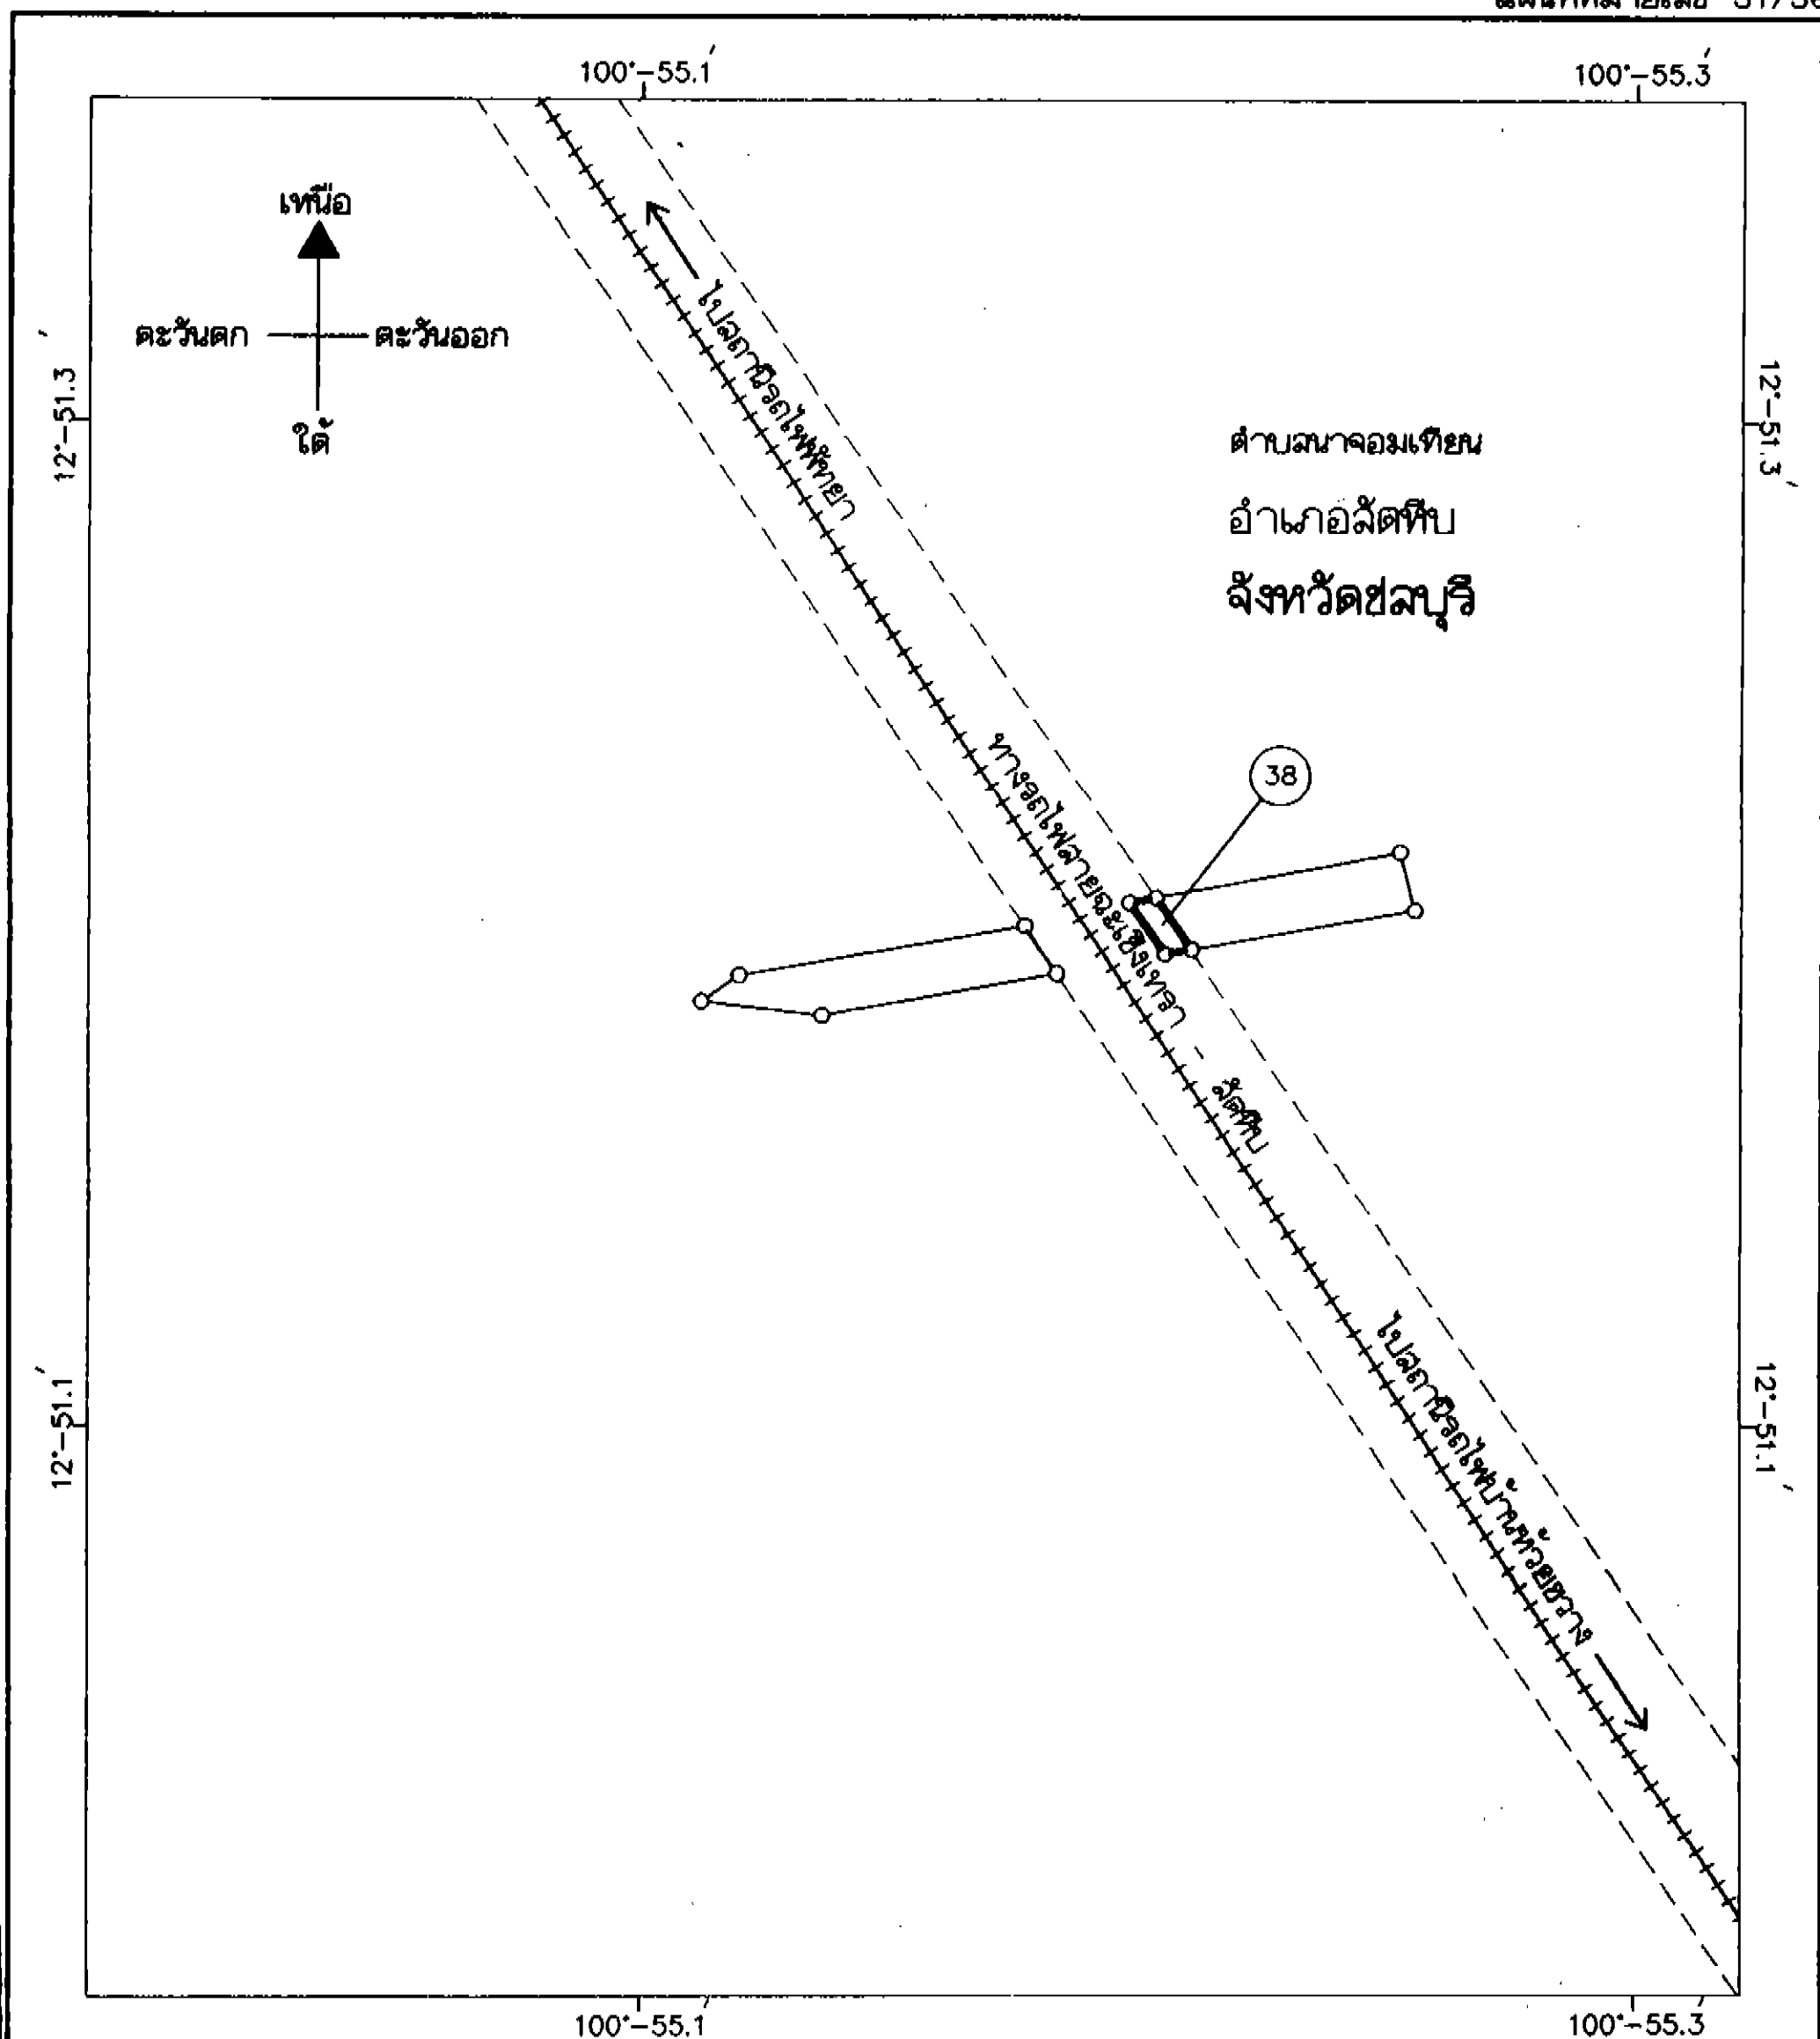 100°-55.1′
100°-55.3′
เหนือ
ตะวันตก
ตะวันออก
ใต้
12°-51.3′
12°-51.3′
ไปสถานีรถไฟพัทยา
ตำบลนาจอมเทียน
อำเภอสัตหีบ
จังหวัดชลบุรี
38
ทางรถไฟสายฉะเชิงเทรา - สัตหีบ
12°-51.1′
12°-51.1′
ไปสถานีรถไฟบ้านห้วยขวาง
100°-55.1′
100°-55.3′